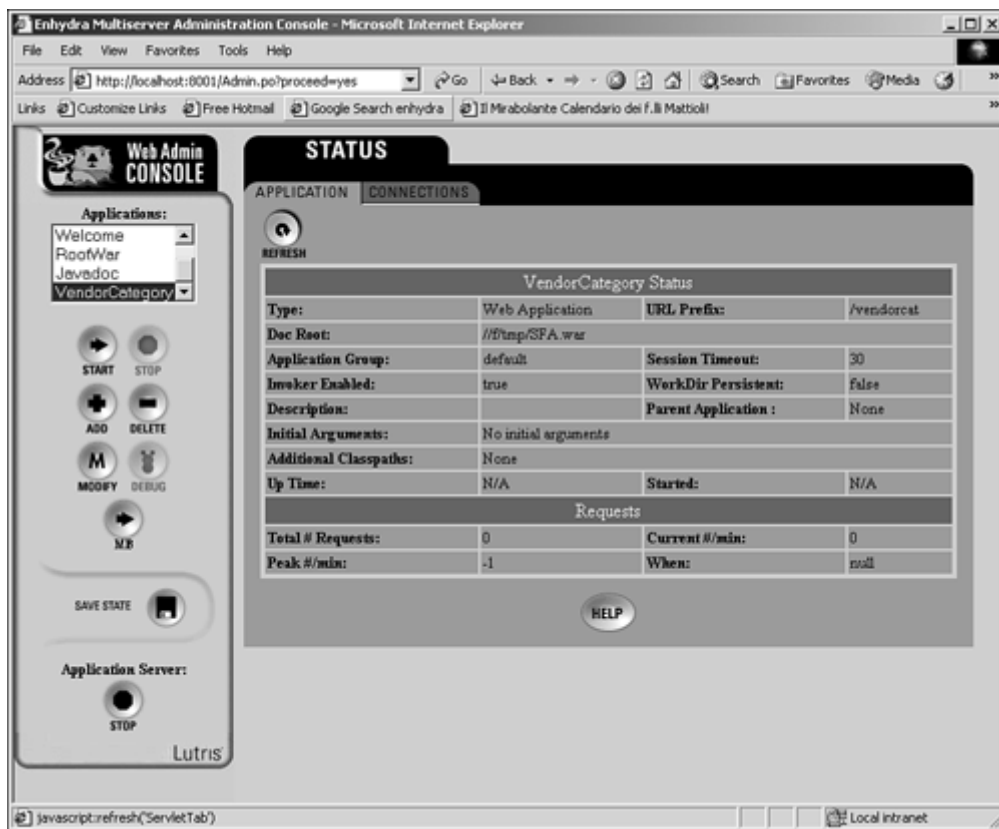 Enhydra Multiserver Administration Console - Microsoft Internet Explorer
File Edit View Favorites Tools Help
Address http://localhost:8001/Admin.po?proceed=yes Go Back Search Favorites Media
Links Customize Links Free Hotmail Google Search enhydra Il Mirabolante Calendario dei f.lli Mattioli!
Web Admin
CONSOLE
STATUS
APPLICATION CONNECTIONS
Applications:
Welcome
RootWar
Javadoc
VendorCategory
START STOP
ADD DELETE
MODIFY DEBUG
M
MB
SAVE STATE
Application Server:
STOP
Lutris
REFRESH
VendorCategory Status
Type: Web Application URL Prefix: /vendorcat
Doc Root: //f/tmp/SFA.war
Application Group: default Session Timeout: 30
Invoker Enabled: true WorkDir Persistent: false
Description: Parent Application : None
Initial Arguments: No initial arguments
Additional Classpaths: None
Up Time: N/A Started: N/A
Requests
Total # Requests: 0 Current #/min: 0
Peak #/min: -1 When: null
HELP
javascript:refresh('ServletTab') Local intranet